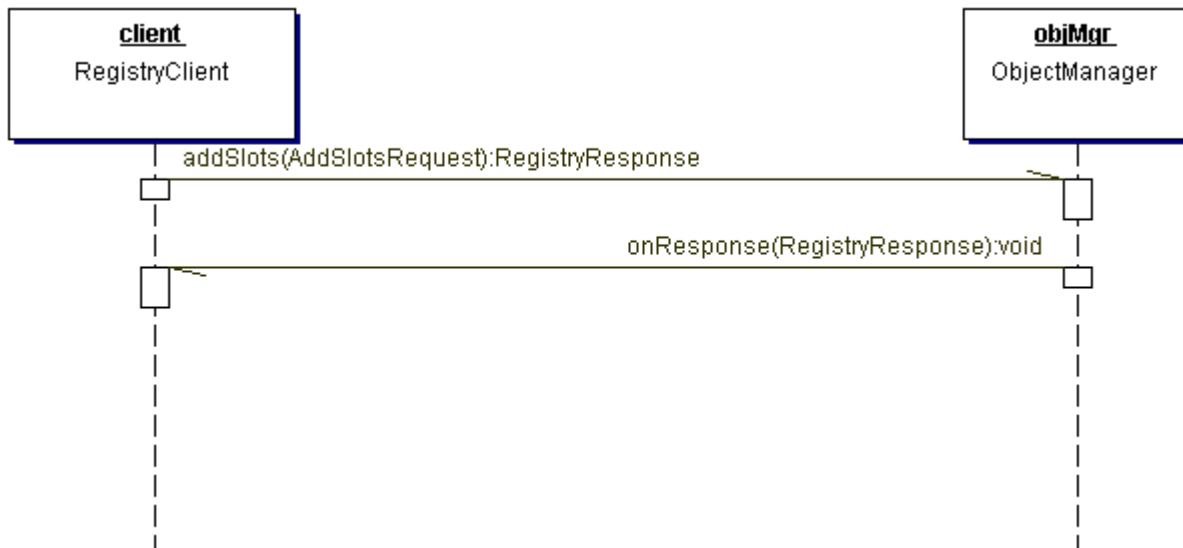 client
RegistryClient
objMgr
ObjectManager
addSlots(AddSlotsRequest):RegistryResponse
onResponse(RegistryResponse):void